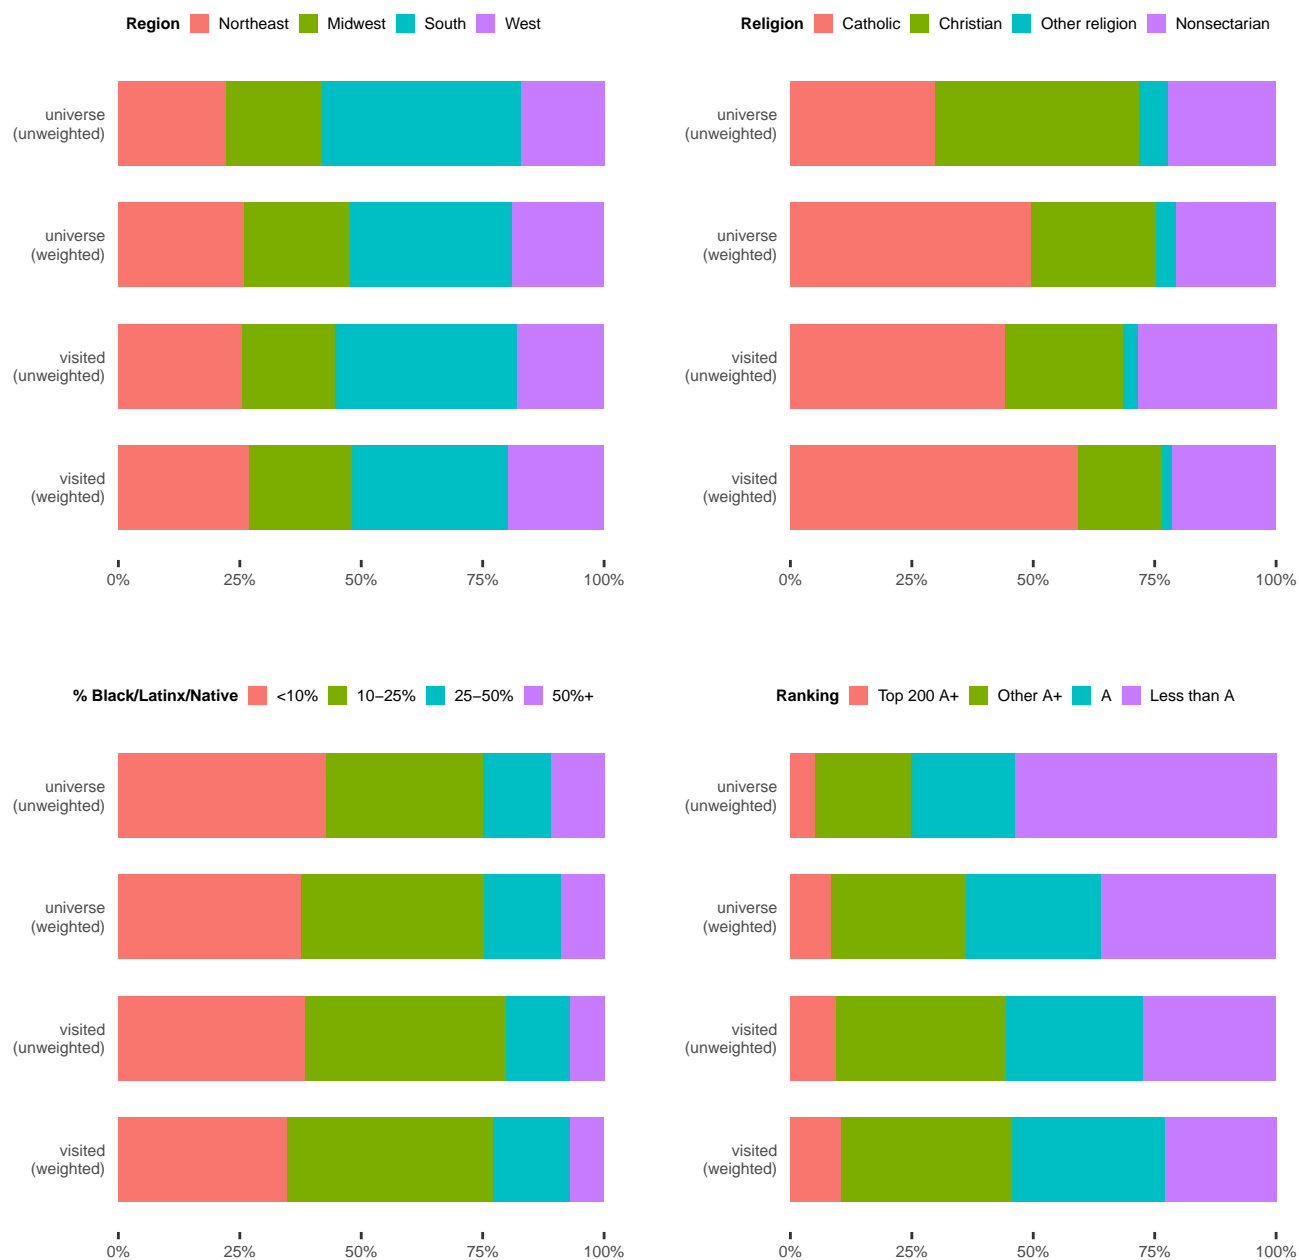 Region Northeast Midwest South West
universe
(unweighted)
universe
(weighted)
visited
(unweighted)
visited
(weighted)
0% 25% 50% 75% 100%
Religion Catholic Christian Other religion Nonsectarian
universe
(unweighted)
universe
(weighted)
visited
(unweighted)
visited
(weighted)
0% 25% 50% 75% 100%
% Black/Latinx/Native <10% 10−25% 25−50% 50%+
universe
(unweighted)
universe
(weighted)
visited
(unweighted)
visited
(weighted)
0% 25% 50% 75% 100%
Ranking Top 200 A+ Other A+ A Less than A
universe
(unweighted)
universe
(weighted)
visited
(unweighted)
visited
(weighted)
0% 25% 50% 75% 100%